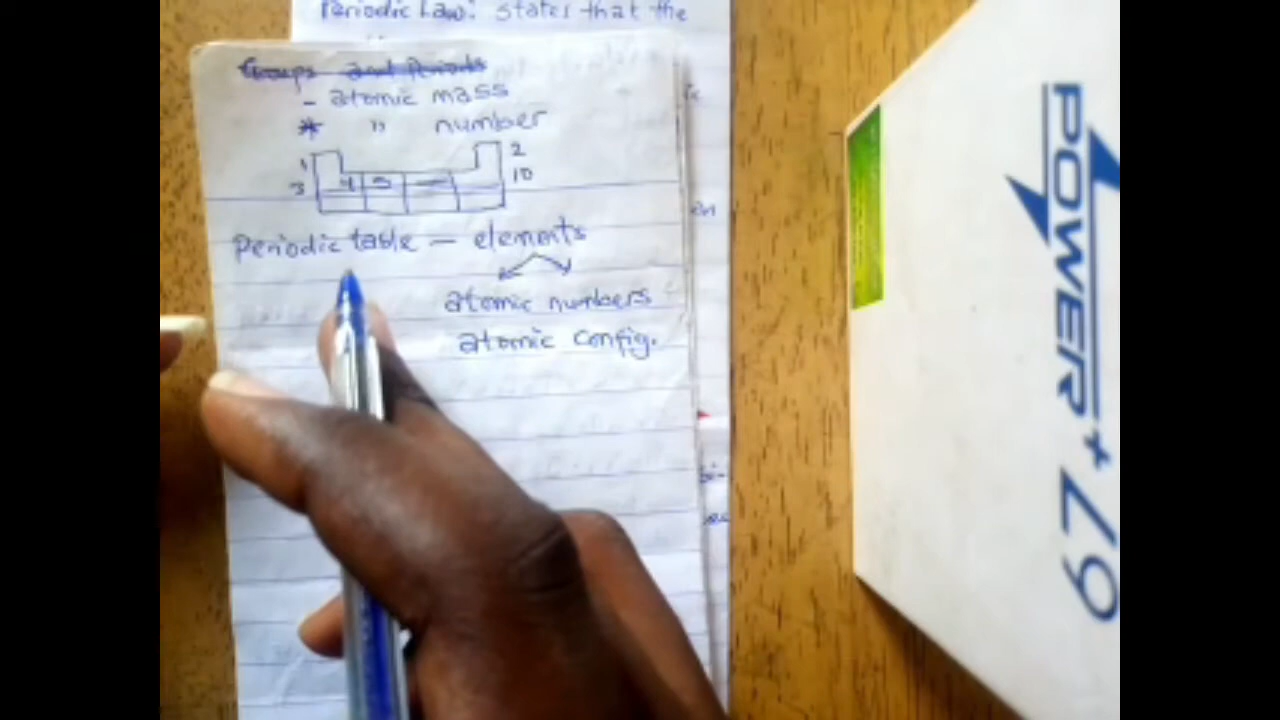 Periodic Law: states that the
Groups and Periods
- atomic mass
* " number
1 2
3 4 5 10
Periodic table — elements
atomic numbers
atomic config.
POWER+ L9